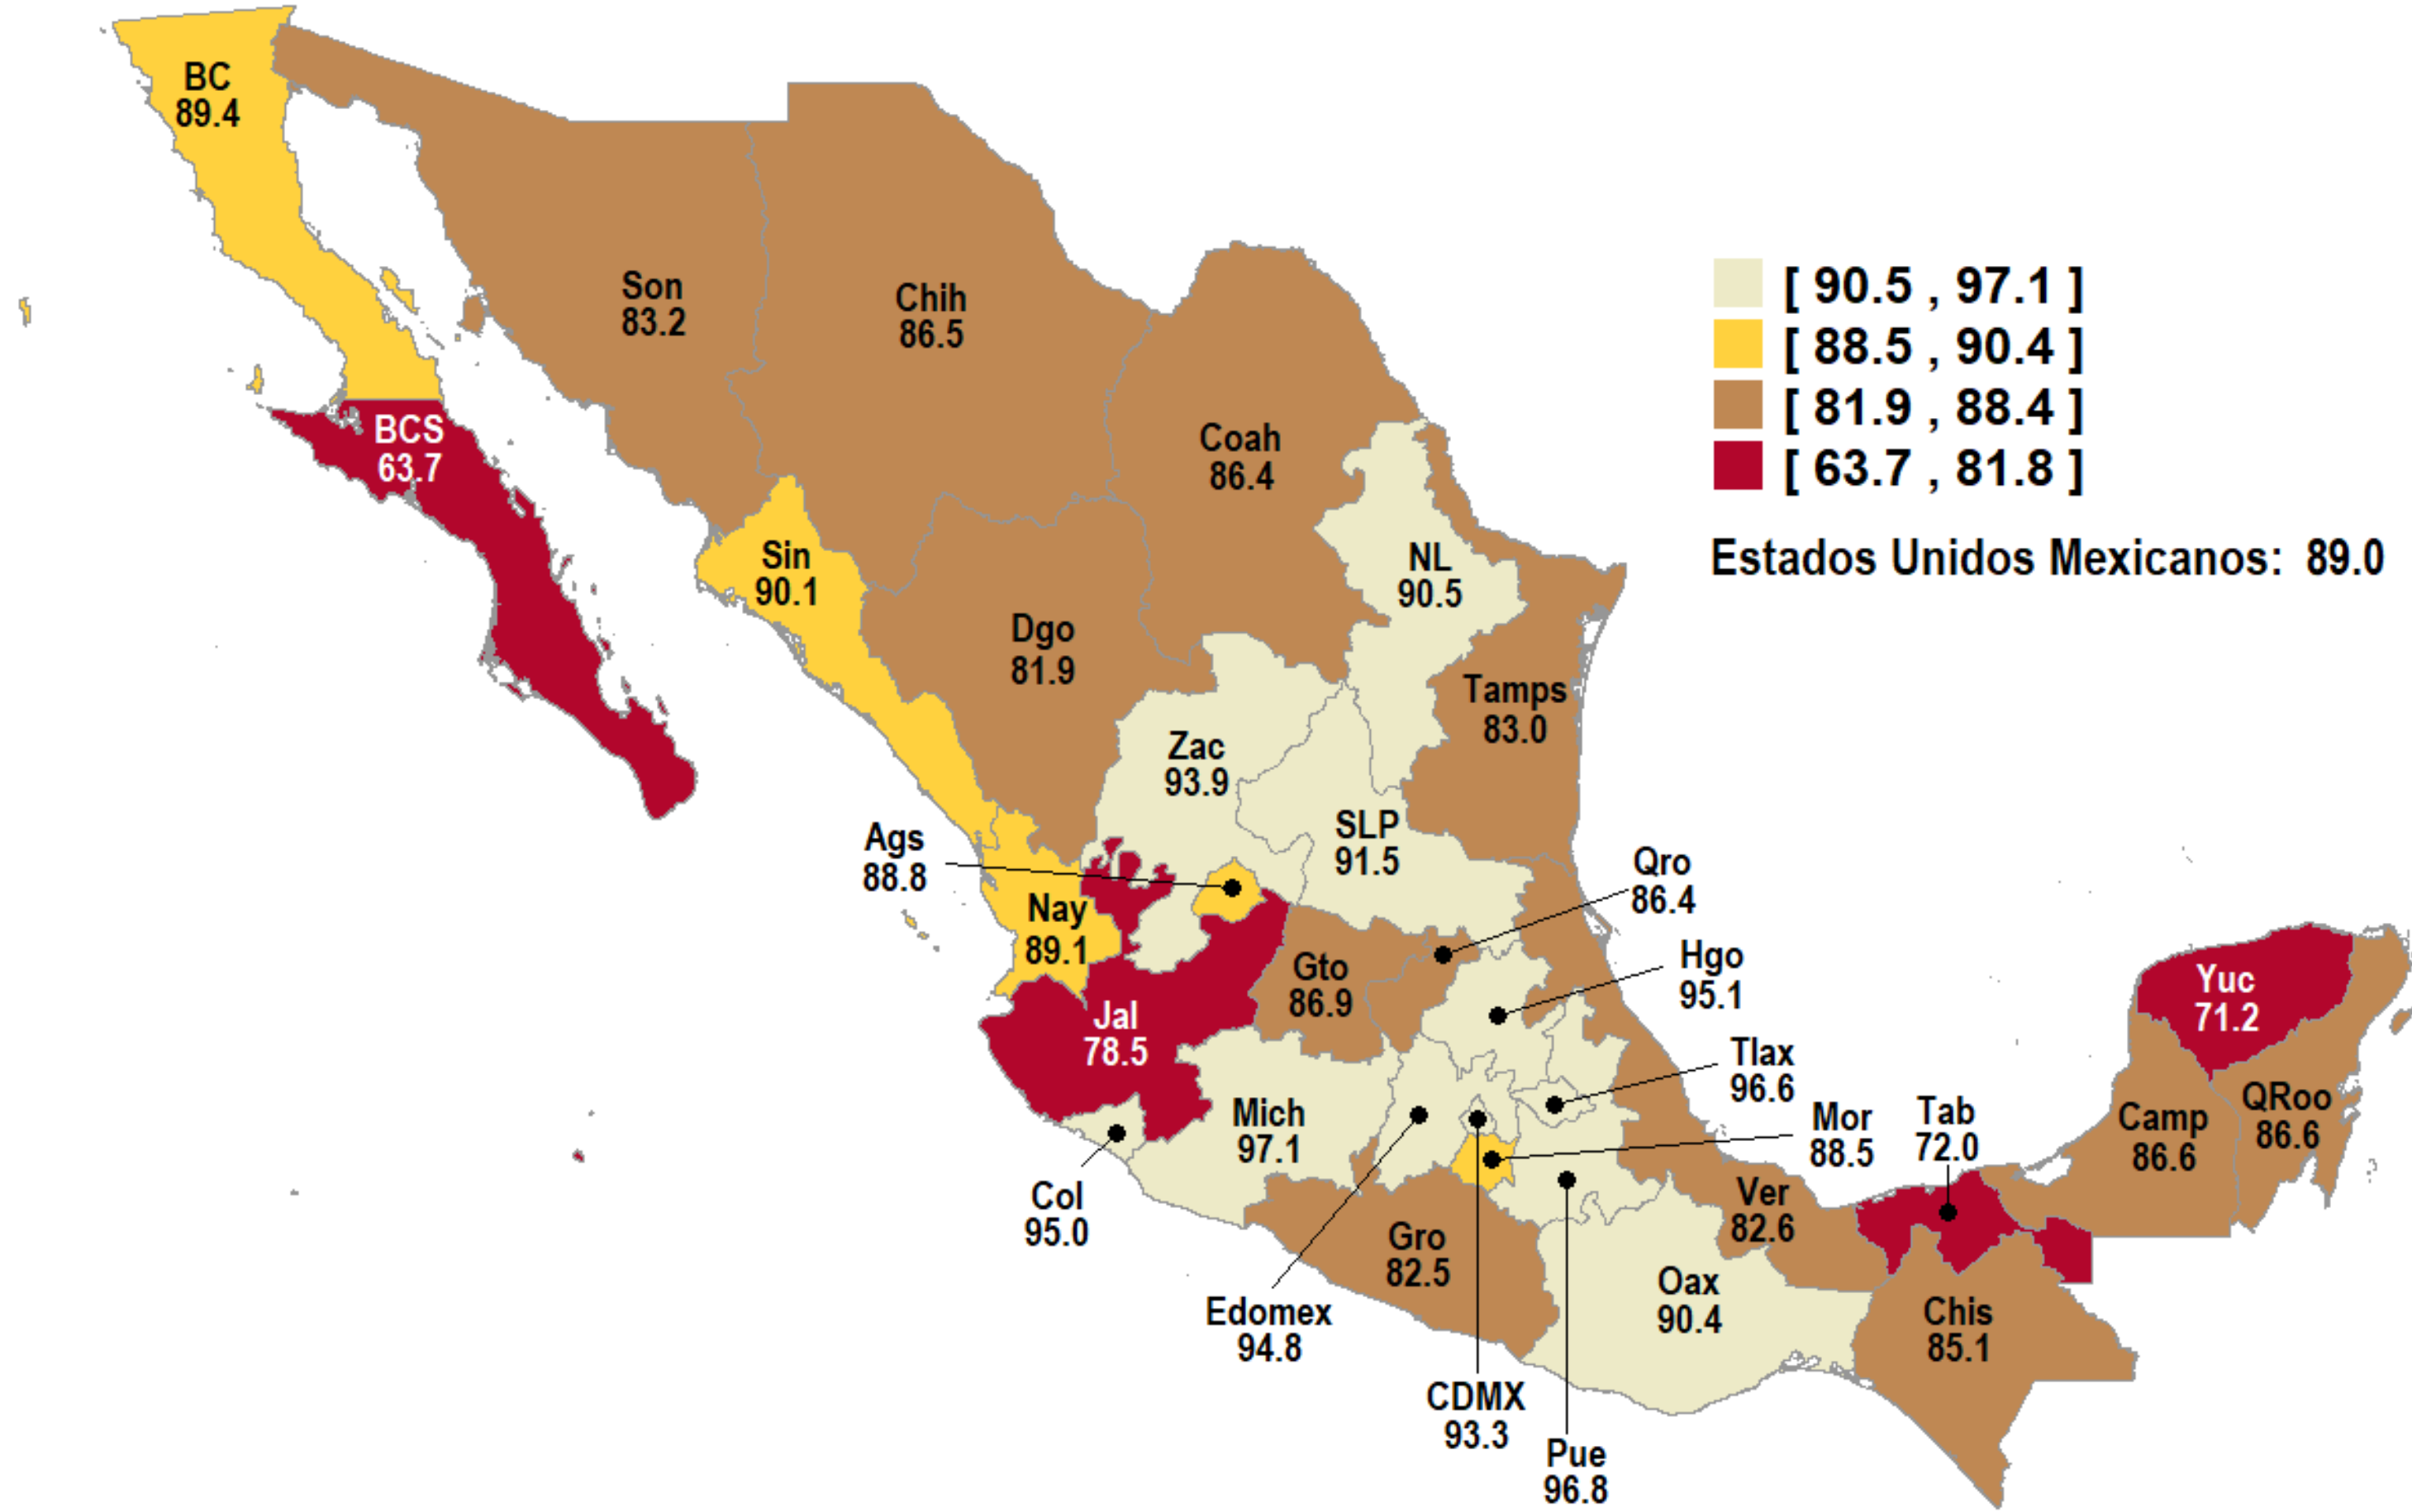 BC
89.4
BCS
63.7
Son
83.2
Chih
86.5
Coah
86.4
[ 90.5 , 97.1 ]
[ 88.5 , 90.4 ]
[ 81.9 , 88.4 ]
[ 63.7 , 81.8 ]
Estados Unidos Mexicanos: 89.0
Sin
90.1
NL
90.5
Dgo
81.9
Tamps
83.0
Zac
93.9
SLP
91.5
Ags
88.8
Nay
89.1
Jal
78.5
Gto
86.9
Qro
86.4
Hgo
95.1
Tlax
96.6
Mor
88.5
Tab
72.0
Yuc
71.2
Camp
86.6
QRoo
86.6
Mich
97.1
Col
95.0
Edomex
94.8
Gro
82.5
CDMX
93.3
Pue
96.8
Ver
82.6
Oax
90.4
Chis
85.1